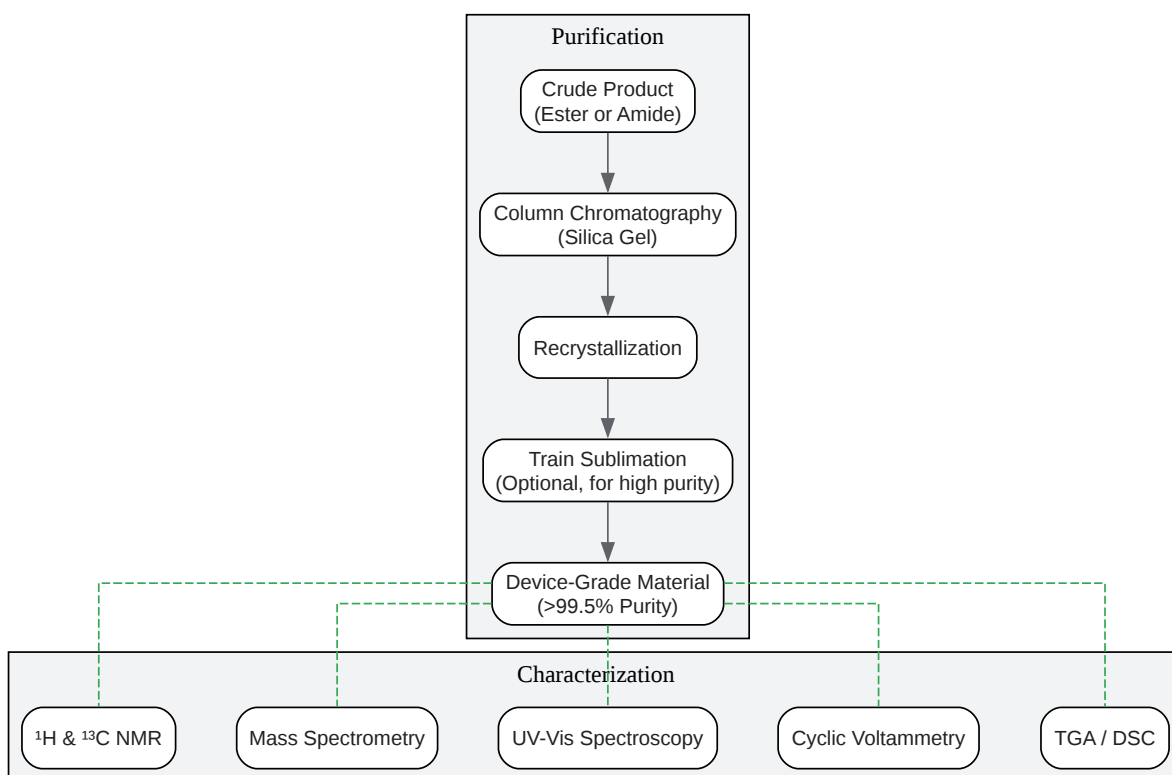 Purification
Crude Product
(Ester or Amide)
Column Chromatography
(Silica Gel)
Recrystallization
Train Sublimation
(Optional, for high purity)
Device-Grade Material
(>99.5% Purity)
Characterization
¹H & ¹³C NMR
Mass Spectrometry
UV-Vis Spectroscopy
Cyclic Voltammetry
TGA / DSC